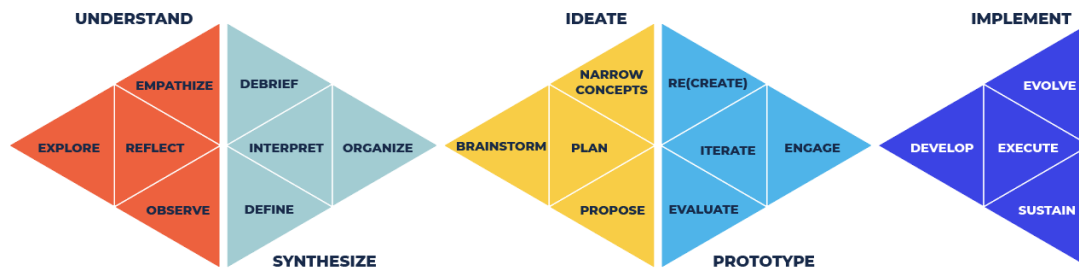 UNDERSTAND
EMPATHIZE
EXPLORE
REFLECT
OBSERVE
DEBRIEF
INTERPRET
ORGANIZE
DEFINE
SYNTHESIZE
IDEATE
NARROW
CONCEPTS
BRAINSTORM
PLAN
PROPOSE
RE(CREATE)
ITERATE
ENGAGE
EVALUATE
PROTOTYPE
IMPLEMENT
EVOLVE
DEVELOP
EXECUTE
SUSTAIN